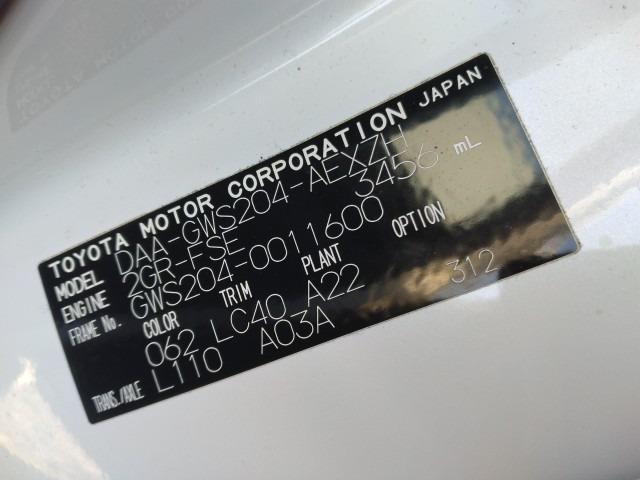 TOYOTA MOTOR CORPORATION JAPAN
MODEL DAA-GWS204-AEXZH
ENGINE 2GR-FSE 3456 mL
FRAME No. GWS204-0011600
COLOR TRIM PLANT OPTION
062 LC40 A22 312
TRANS./AXLE L110 A03A